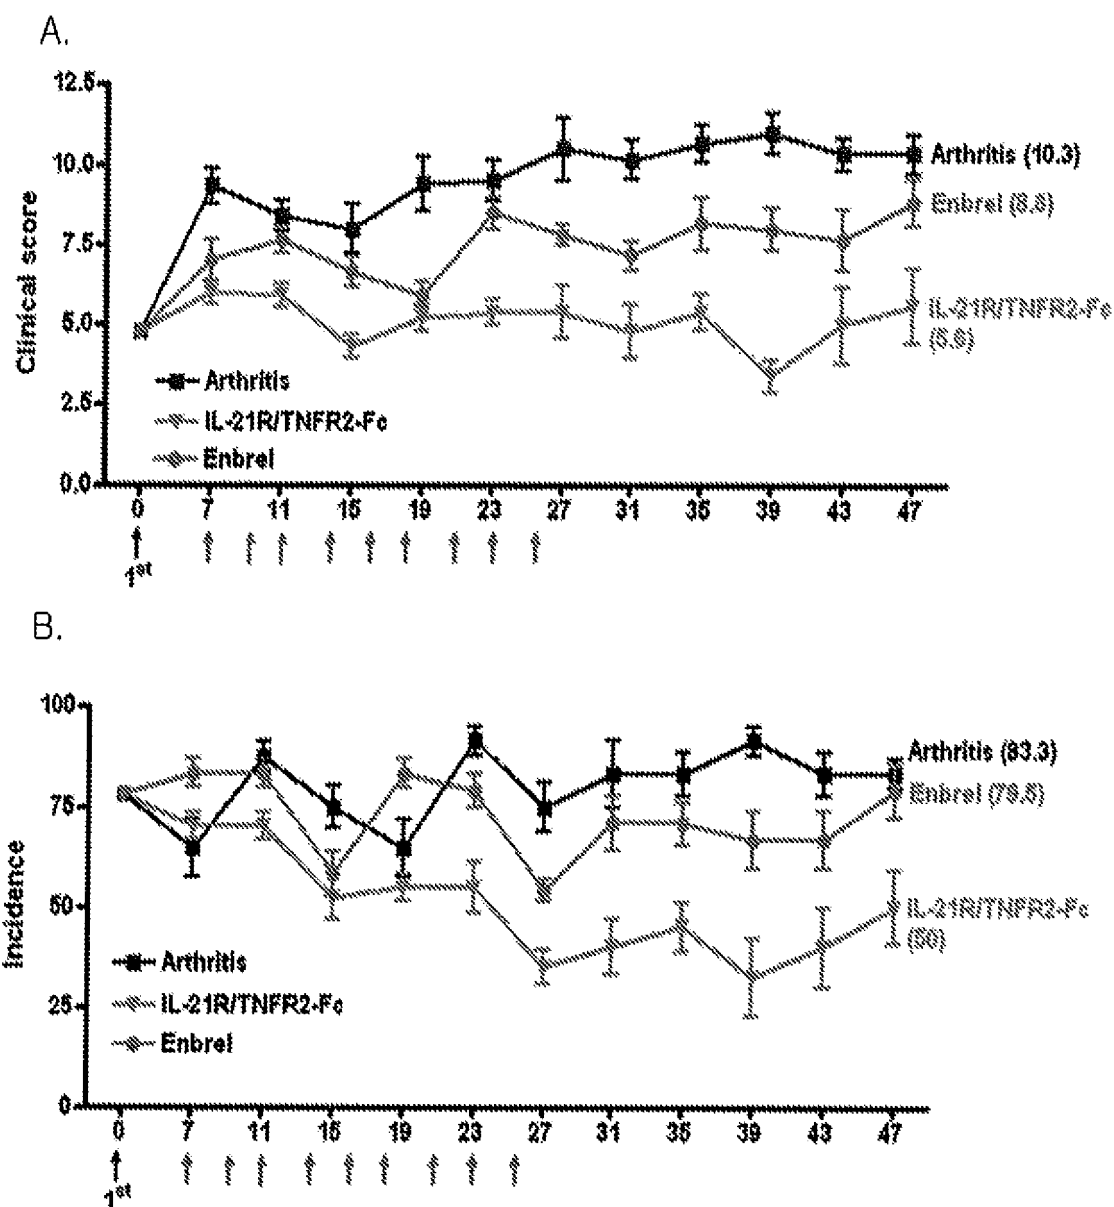 A.
12.5
10.0
7.5
5.0
2.5
0.0
Clinical score
Arthritis (10.3)
Enbrel (8.8)
IL-21R/TNFR2-Fc
Arthritis
IL-21R/TNFR2-Fc
Enbrel
0 7 11 15 19 23 27 31 35 39 43 47
1st
B.
100
75
50
25
0
Incidence
Arthritis (83.3)
Enbrel (79.5)
IL-21R/TNFR2-Fc
(50)
Arthritis
IL-21R/TNFR2-Fc
Enbrel
0 7 11 15 19 23 27 31 35 39 43 47
1st